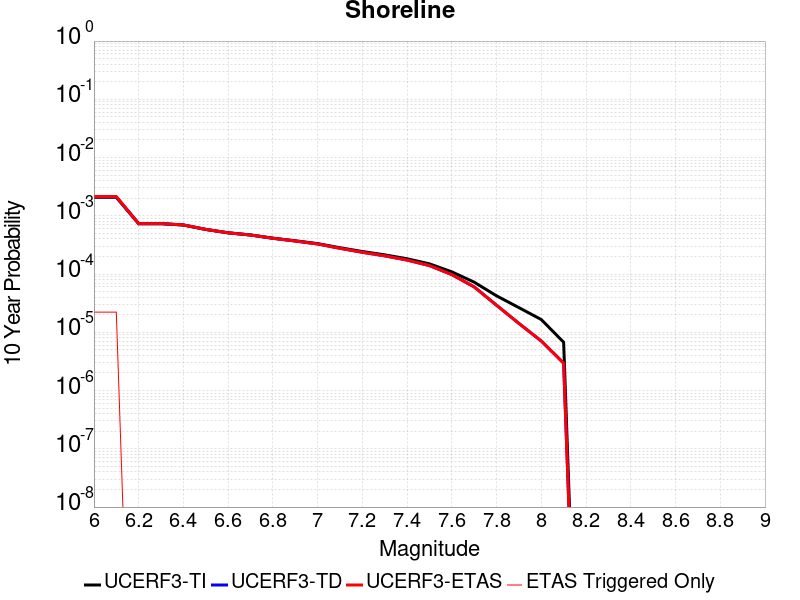 Shoreline
10 0
10 -1
10 -2
10 -3
10 -4
10 -5
10 -6
10 -7
10 -8
10 Year Probability
6 6.2 6.4 6.6 6.8 7 7.2 7.4 7.6 7.8 8 8.2 8.4 8.6 8.8 9
Magnitude
UCERF3-TI UCERF3-TD UCERF3-ETAS ETAS Triggered Only